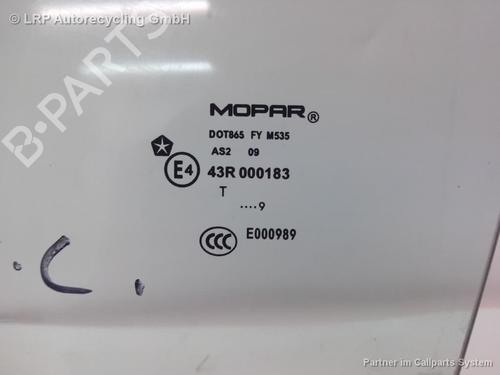 © LRP Autorecycling GmbH
B-PARTS
MOPAR®
DOT865 FY M535
AS2 09
E4 43R 000183
T
....9
CCC E000989
. C .
Partner im Callparts System